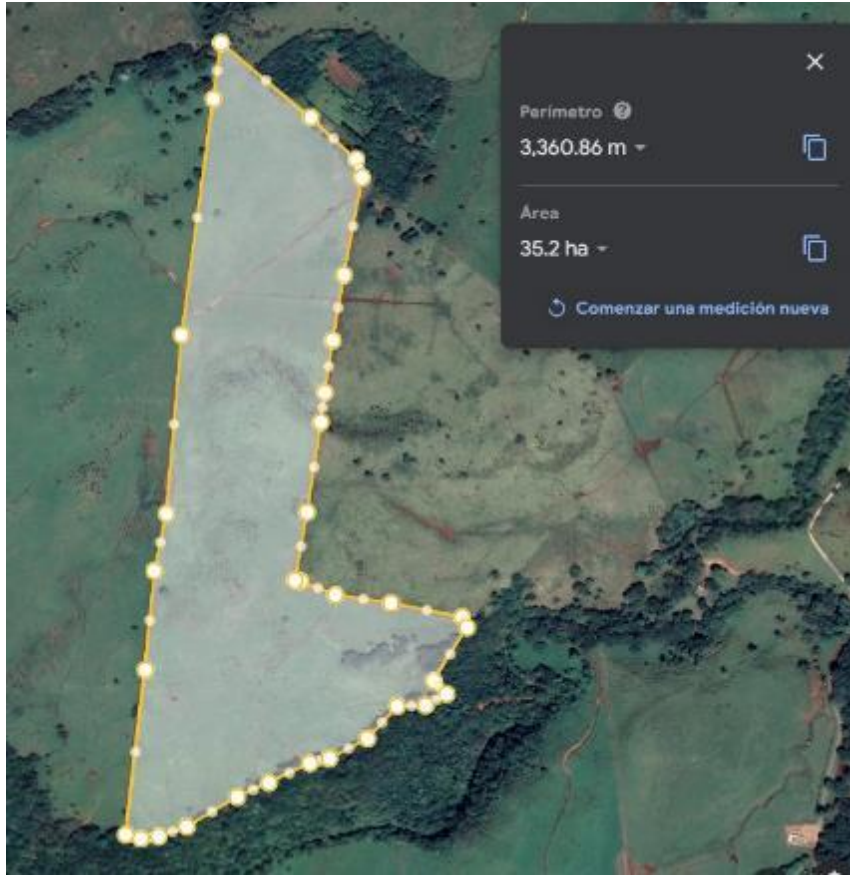 Perímetro
3,360.86 m
Área
35.2 ha
Comenzar una medición nueva